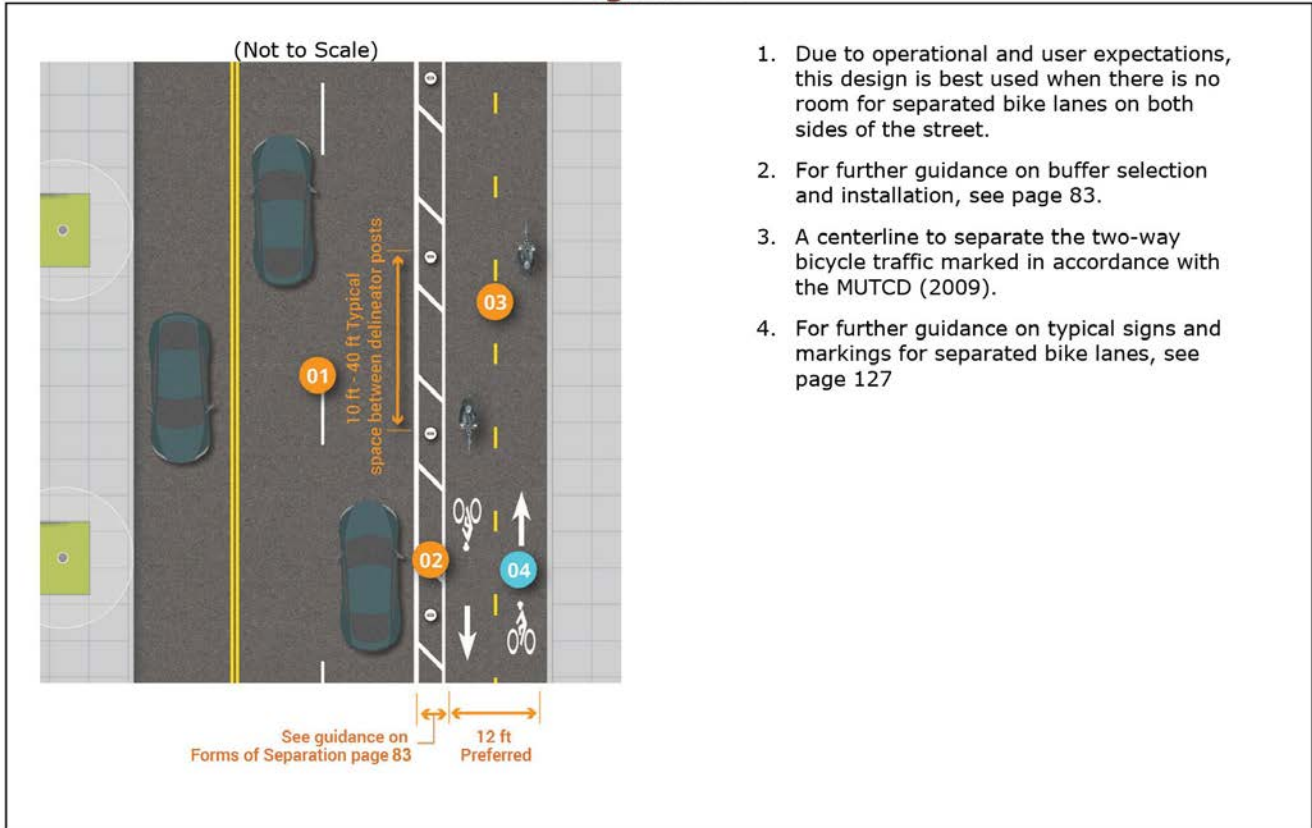 (Not to Scale)
10 ft - 40 ft Typical
space between delineator posts
01
02
03
04
See guidance on
Forms of Separation page 83
12 ft
Preferred
1. Due to operational and user expectations,
this design is best used when there is no
room for separated bike lanes on both
sides of the street.
2. For further guidance on buffer selection
and installation, see page 83.
3. A centerline to separate the two-way
bicycle traffic marked in accordance with
the MUTCD (2009).
4. For further guidance on typical signs and
markings for separated bike lanes, see
page 127